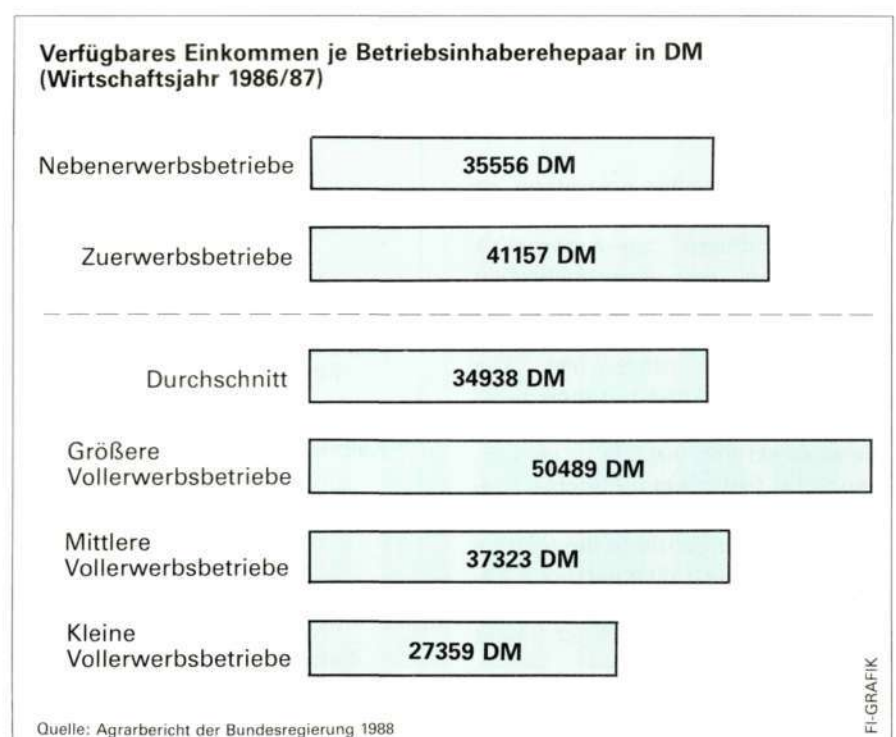 Verfügbares Einkommen je Betriebsinhaberehepaar in DM
(Wirtschaftsjahr 1986/87)
Nebenerwerbsbetriebe 35556 DM
Zuerwerbsbetriebe 41157 DM
Durchschnitt 34938 DM
Größere
Vollerwerbsbetriebe 50489 DM
Mittlere
Vollerwerbsbetriebe 37323 DM
Kleine
Vollerwerbsbetriebe 27359 DM
Quelle: Agrarbericht der Bundesregierung 1988
FI-GRAFIK